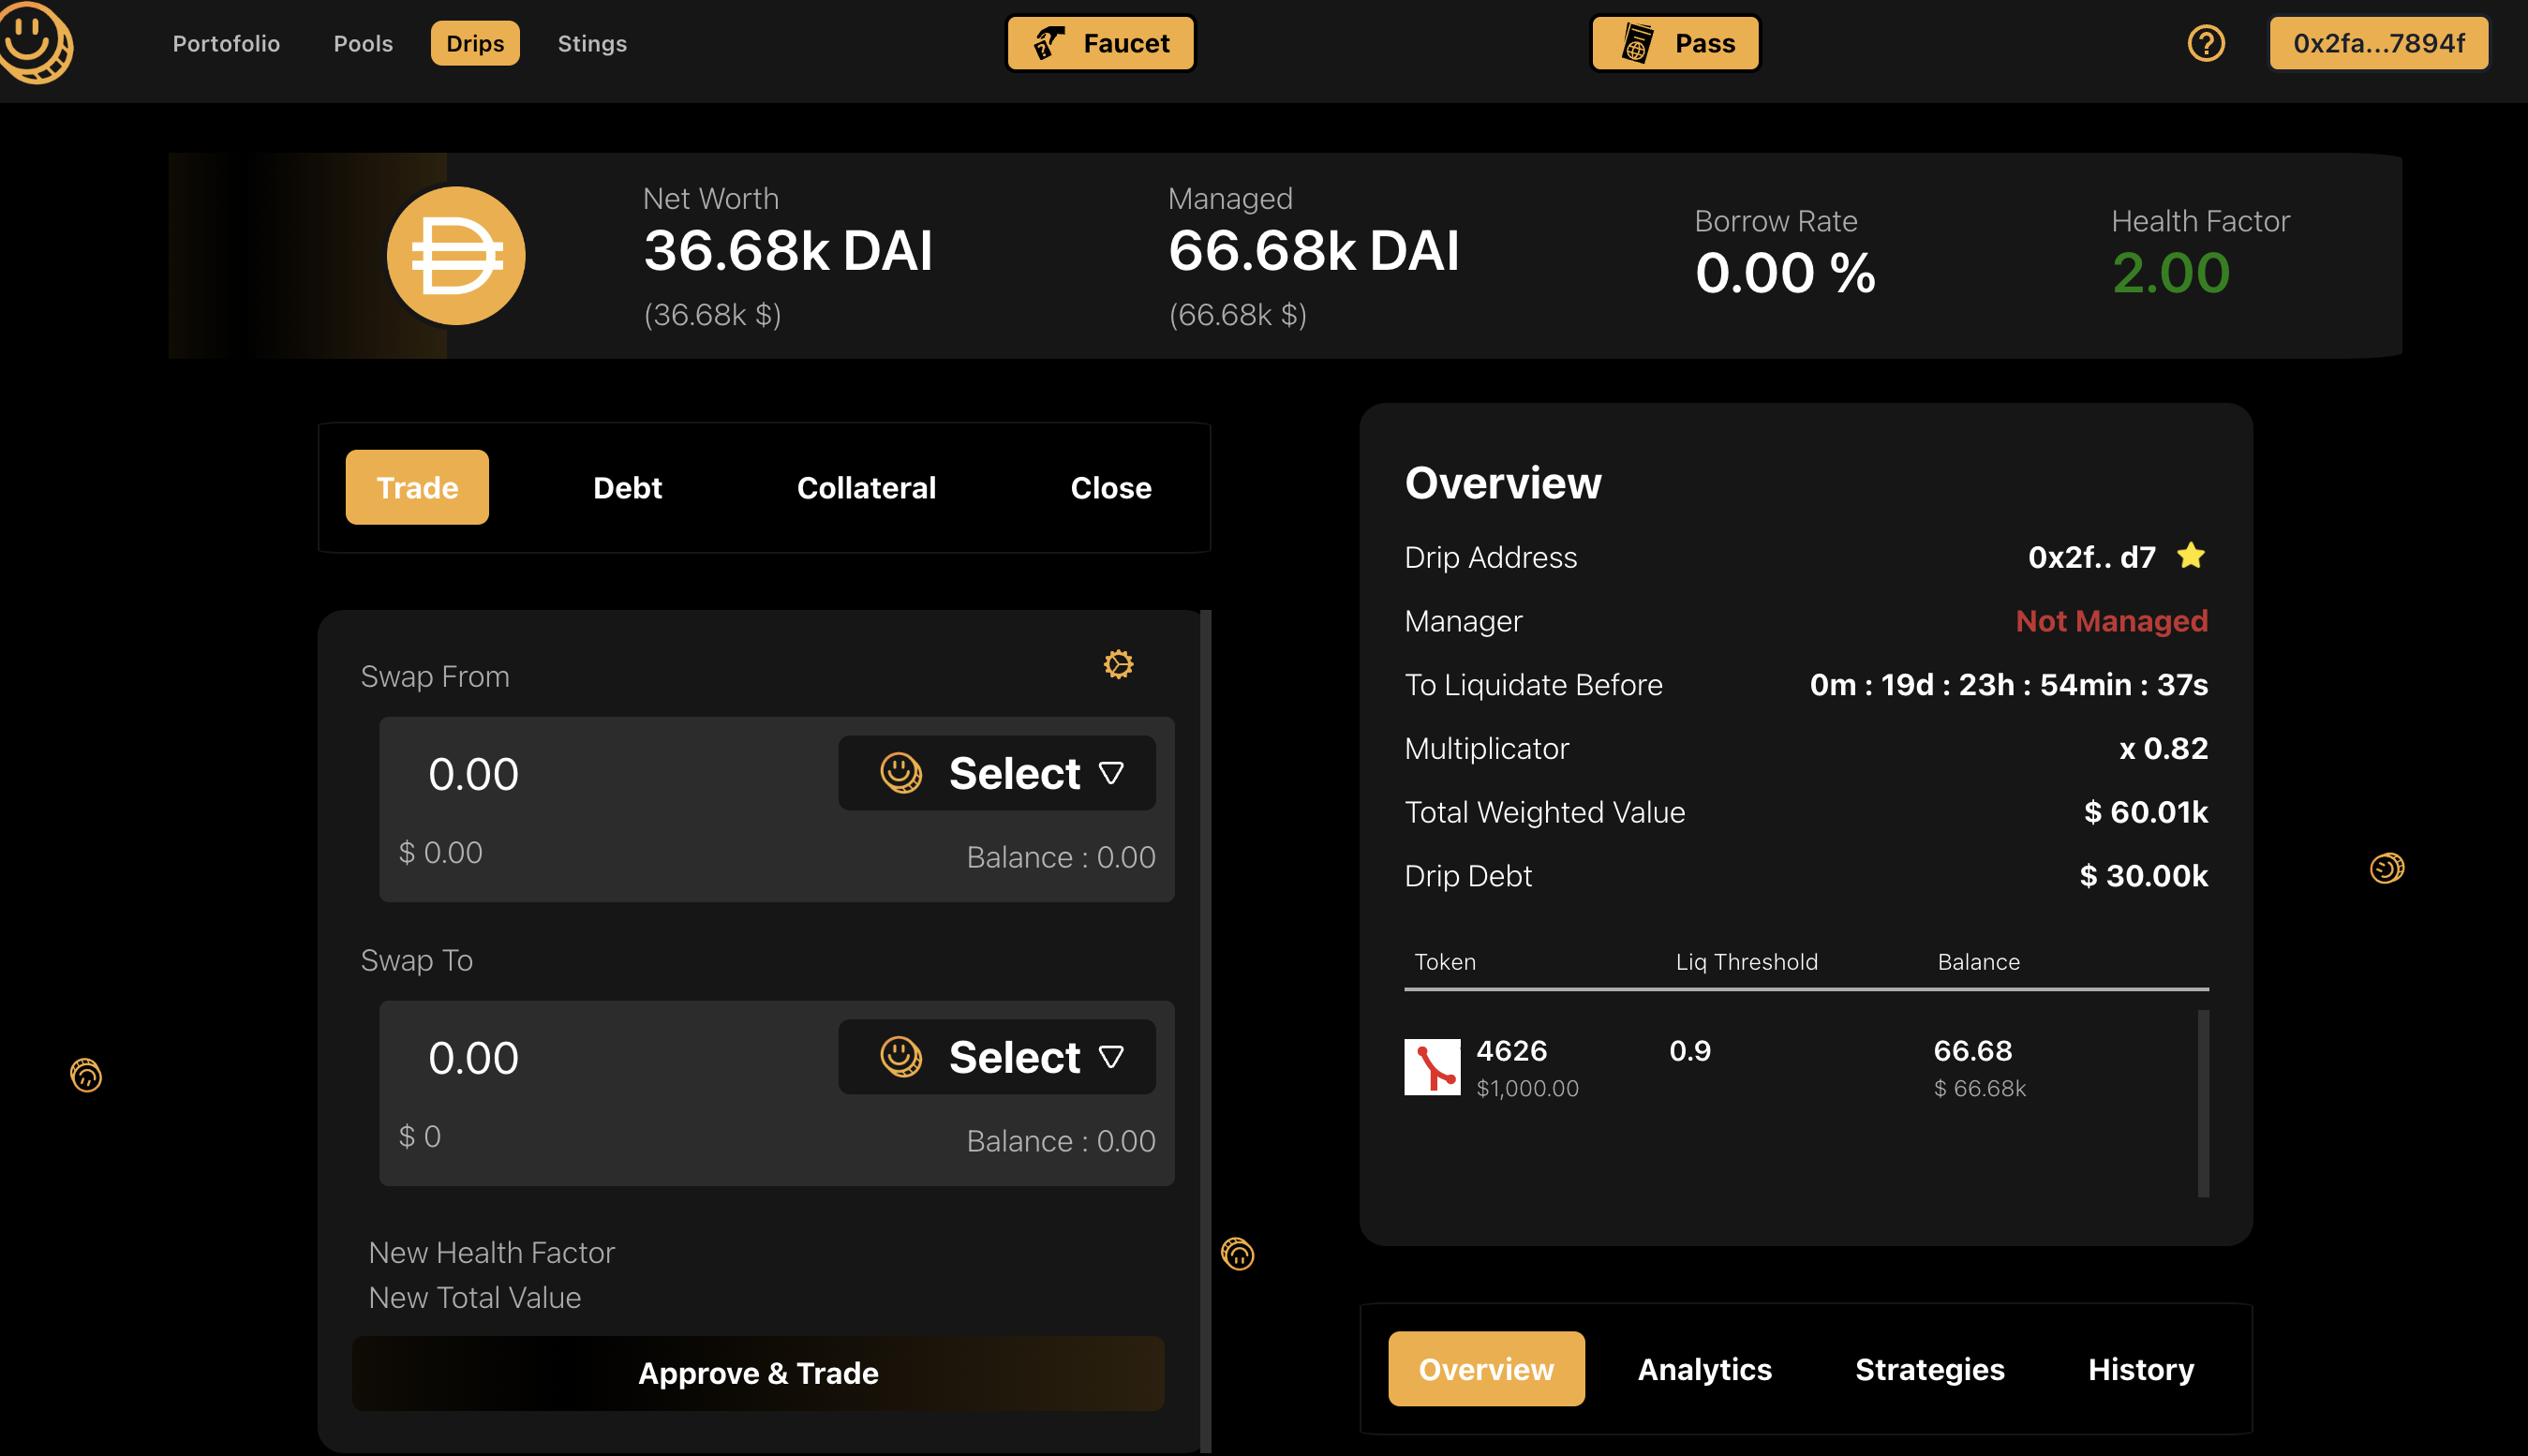 Portofolio Pools Drips Stings Faucet Pass 0x2fa...7894f
Net Worth
36.68k DAI
(36.68k $)
Managed
66.68k DAI
(66.68k $)
Borrow Rate
0.00 %
Health Factor
2.00
Trade Debt Collateral Close
Swap From
0.00 Select
$ 0.00 Balance : 0.00
Swap To
0.00 Select
$ 0 Balance : 0.00
New Health Factor
New Total Value
Approve & Trade
Overview
Drip Address 0x2f.. d7
Manager Not Managed
To Liquidate Before 0m : 19d : 23h : 54min : 37s
Multiplicator x 0.82
Total Weighted Value $ 60.01k
Drip Debt $ 30.00k
Token Liq Threshold Balance
4626 0.9 66.68
$1,000.00 $ 66.68k
Overview Analytics Strategies History